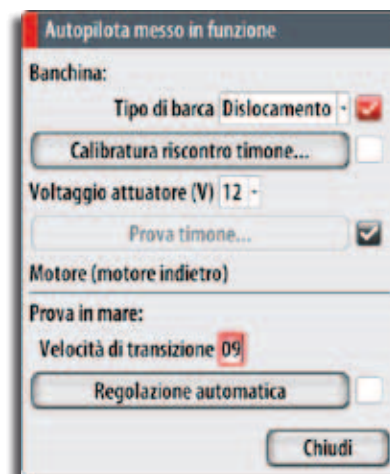 Autopilota messo in funzione
Banchina:
Tipo di barca Dislocamento
Calibratura riscontro timone...
Voltaggio attuatore (V) 12
Prova timone...
Motore (motore indietro)
Prova in mare:
Velocità di transizione 09
Regolazione automatica
Chiudi